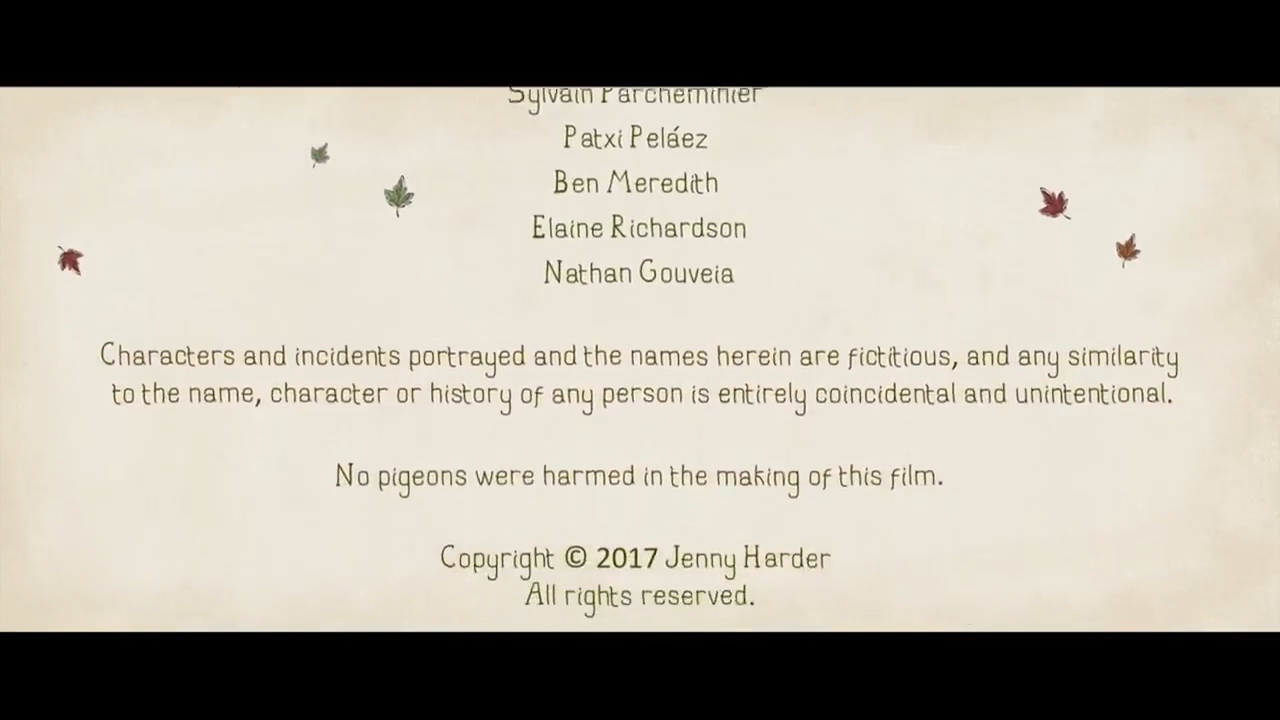 Sylvain Parcheminier
Patxi Peláez
Ben Meredith
Elaine Richardson
Nathan Gouveia
Characters and incidents portrayed and the names herein are fictitious, and any similarity
to the name, character or history of any person is entirely coincidental and unintentional.
No pigeons were harmed in the making of this film.
Copyright © 2017 Jenny Harder
All rights reserved.